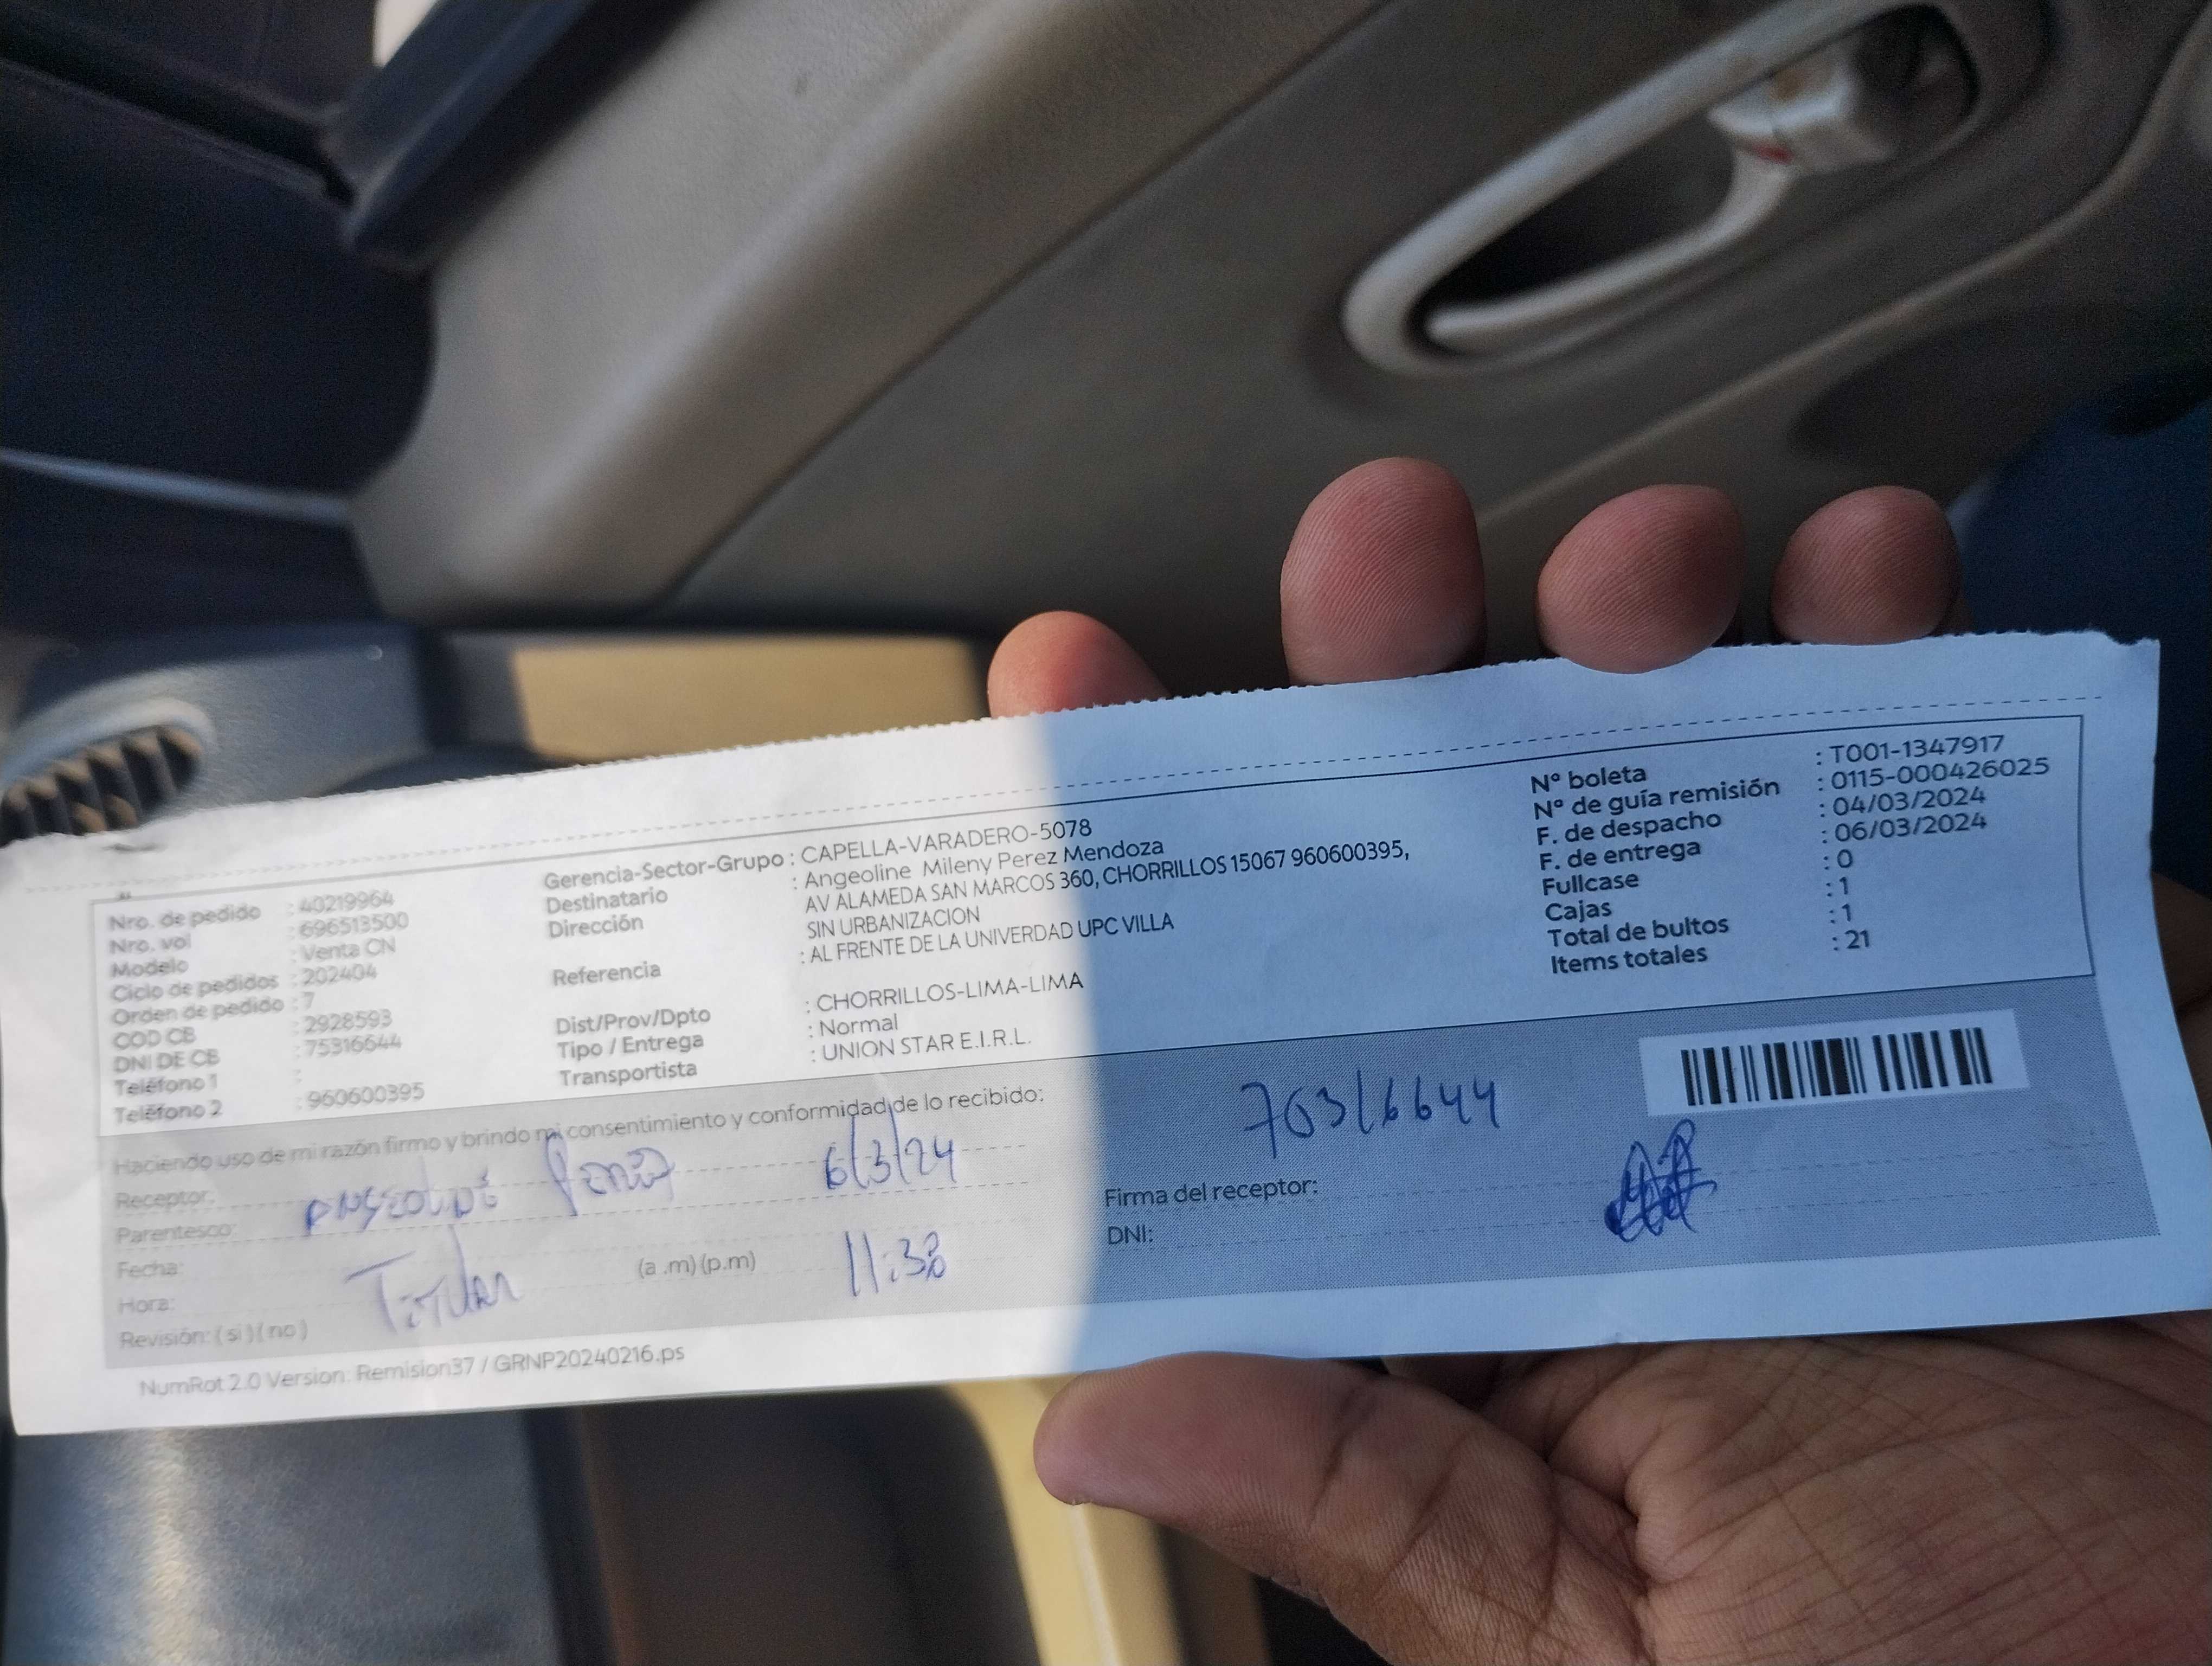 Nro. de pedido : 40219964
Nro. vol : 696513500
Modelo : Venta CN
Ciclo de pedidos : 202404
Orden de pedido : 7
COD CB : 2928593
DNI DE CB : 75316644
Teléfono 1 :
Teléfono 2 : 960600395
Gerencia-Sector-Grupo : CAPELLA-VARADERO-5078
Destinatario : Angeoline Mileny Perez Mendoza
Dirección AV ALAMEDA SAN MARCOS 360, CHORRILLOS 15067 960600395,
SIN URBANIZACION
Referencia : AL FRENTE DE LA UNIVERDAD UPC VILLA
Dist/Prov/Dpto : CHORRILLOS-LIMA-LIMA
Tipo / Entrega : Normal
Transportista : UNION STAR E.I.R.L.
Nº boleta : T001-1347917
Nº de guía remisión : 0115-000426025
F. de despacho : 04/03/2024
F. de entrega : 06/03/2024
Fullcase : 0
Cajas : 1
Total de bultos : 1
Items totales : 21
Haciendo uso de mi razón firmo y brindo mi consentimiento y conformidad de lo recibido:
Receptor:
Parentesco:
6/3/24
Fecha:
Titular
Hora: (a .m) (p.m) 11:38
Revisión: ( si ) ( no )
70316644
Firma del receptor:
DNI:
NumRot 2.0 Version: Remision37 / GRNP20240216.ps